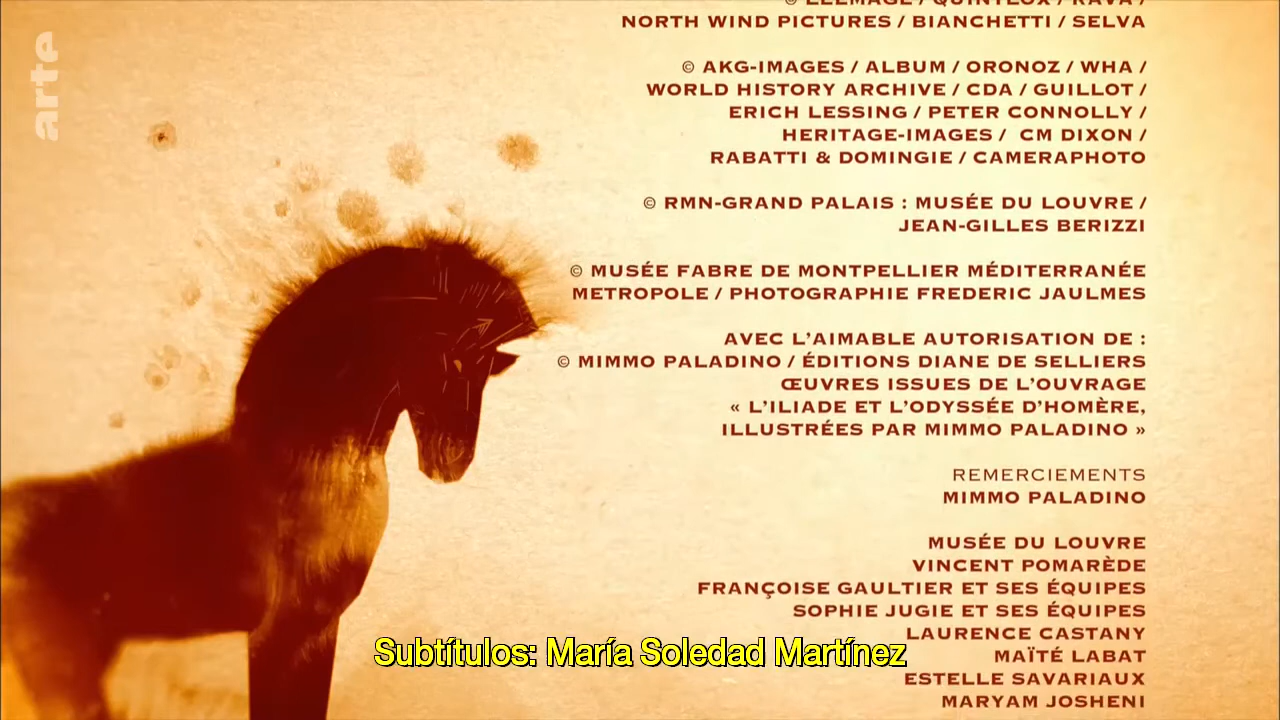 arte
© LEEMAGE / QUINTLOX / RAVA /
NORTH WIND PICTURES / BIANCHETTI / SELVA
© AKG-IMAGES / ALBUM / ORONOZ / WHA /
WORLD HISTORY ARCHIVE / CDA / GUILLOT /
ERICH LESSING / PETER CONNOLLY /
HERITAGE-IMAGES / CM DIXON /
RABATTI & DOMINGIE / CAMERAPHOTO
© RMN-GRAND PALAIS : MUSÉE DU LOUVRE /
JEAN-GILLES BERIZZI
© MUSÉE FABRE DE MONTPELLIER MÉDITERRANÉE
METROPOLE / PHOTOGRAPHIE FREDERIC JAULMES
AVEC L'AIMABLE AUTORISATION DE :
© MIMMO PALADINO / ÉDITIONS DIANE DE SELLIERS
ŒUVRES ISSUES DE L'OUVRAGE
« L'ILIADE ET L'ODYSSÉE D'HOMÈRE,
ILLUSTRÉES PAR MIMMO PALADINO »
REMERCIEMENTS
MIMMO PALADINO
MUSÉE DU LOUVRE
VINCENT POMARÈDE
FRANÇOISE GAULTIER ET SES ÉQUIPES
SOPHIE JUGIE ET SES ÉQUIPES
LAURENCE CASTANY
MAÏTÉ LABAT
ESTELLE SAVARIAUX
MARYAM JOSHENI
Subtítulos: María Soledad Martínez